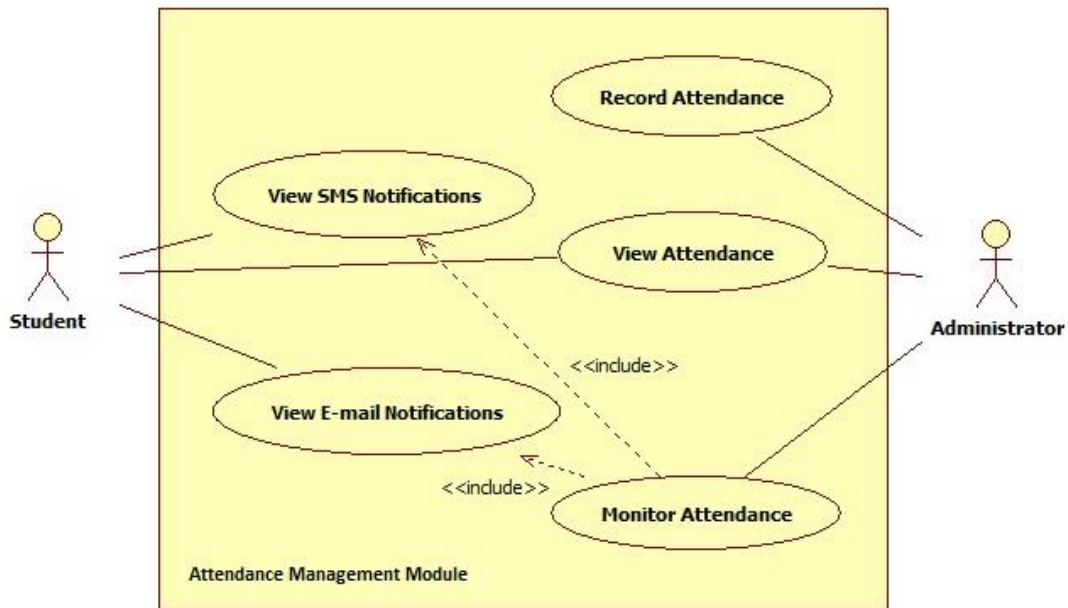 Record Attendance
View SMS Notifications
View Attendance
Student
Administrator
<<include>>
View E-mail Notifications
<<include>>
Monitor Attendance
Attendance Management Module